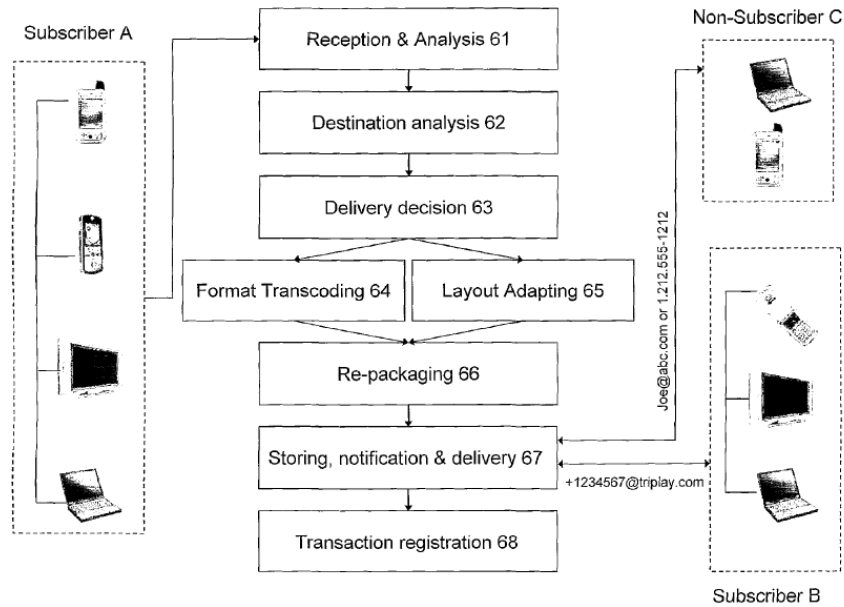 Subscriber A
Non-Subscriber C
Reception & Analysis 61
Destination analysis 62
Delivery decision 63
Format Transcoding 64
Layout Adapting 65
Re-packaging 66
Storing, notification & delivery 67
Transaction registration 68
Joe@abc.com or 1.212.555-1212
+1234567@triplay.com
Subscriber B